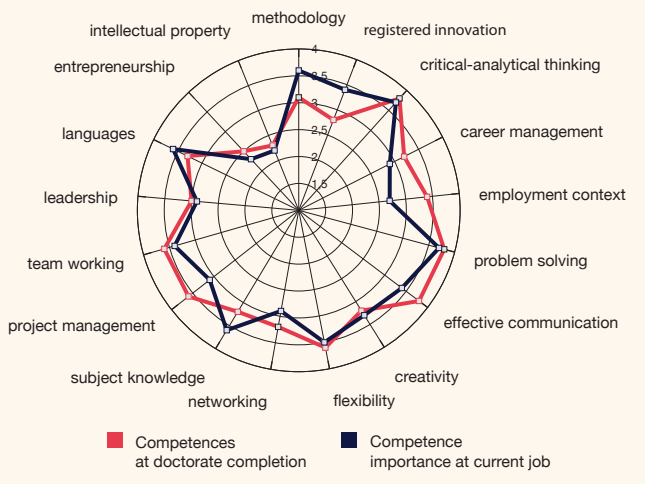 methodology
intellectual property
registered innovation
entrepreneurship
critical-analytical thinking
languages
career management
leadership
employment context
team working
problem solving
project management
effective communication
subject knowledge
creativity
networking
flexibility
4
3.5
3
2.5
2
1.5
Competences
at doctorate completion
Competence
importance at current job